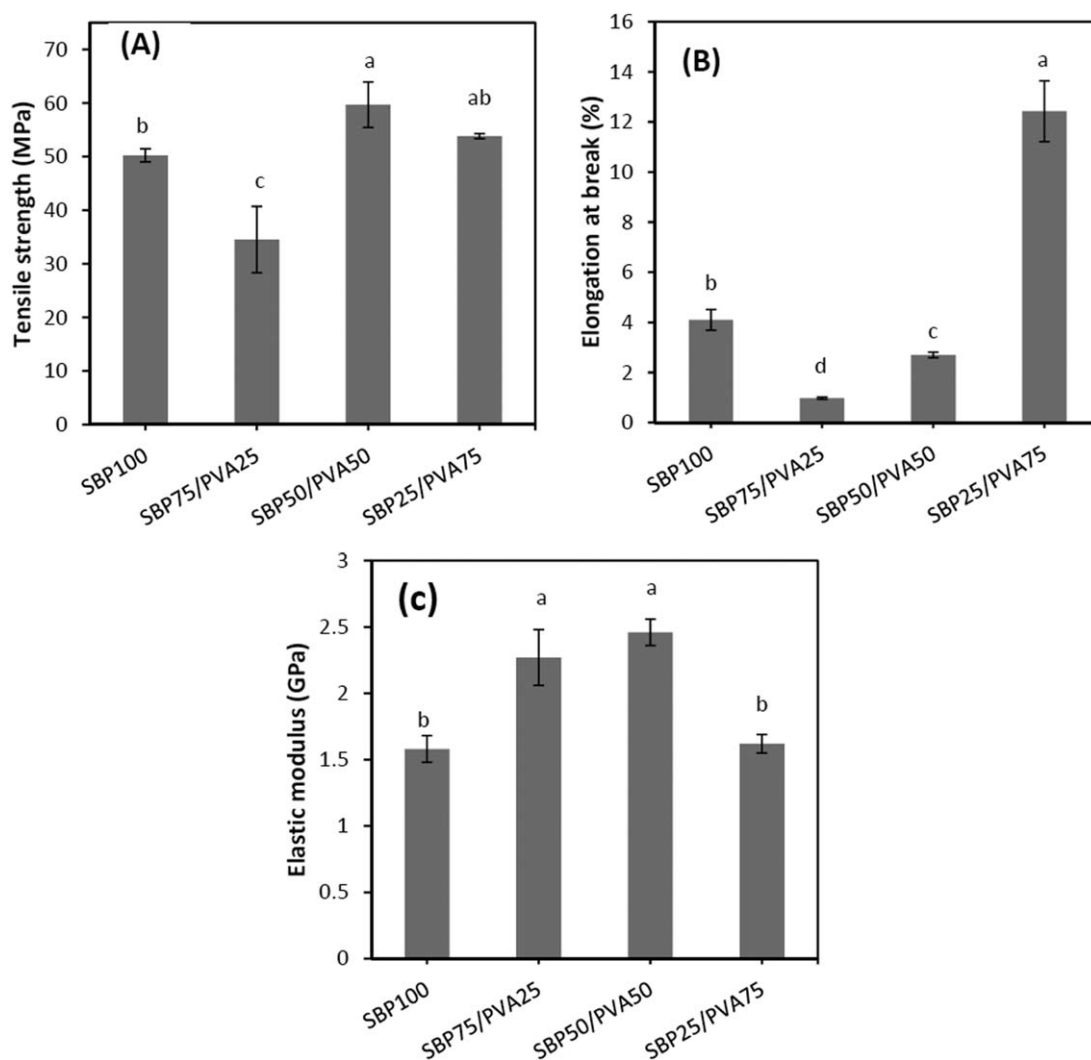 (A)
Tensile strength (MPa)
70
60
50
40
30
20
10
0
b
c
a
ab
SBP100
SBP75/PVA25
SBP50/PVA50
SBP25/PVA75
(B)
Elongation at break (%)
16
14
12
10
8
6
4
2
0
b
d
c
a
SBP100
SBP75/PVA25
SBP50/PVA50
SBP25/PVA75
(c)
Elastic modulus (GPa)
3
2.5
2
1.5
1
0.5
0
b
a
a
b
SBP100
SBP75/PVA25
SBP50/PVA50
SBP25/PVA75